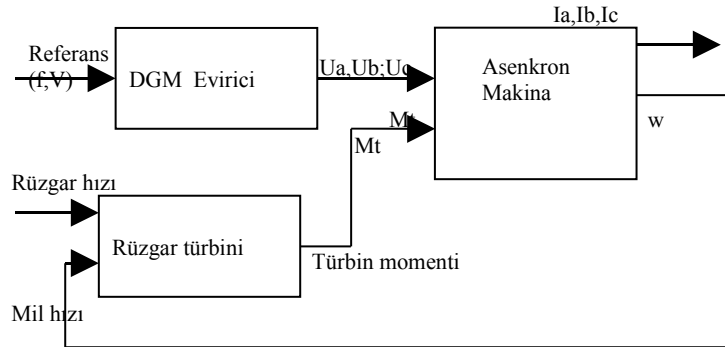 Ia,Ib,Ic
Referans
(f,V)
DGM Evirici
Ua,Ub;Uc
Asenkron
Makina
Mt
Mt
w
Rüzgar hızı
Rüzgar türbini
Türbin momenti
Mil hızı